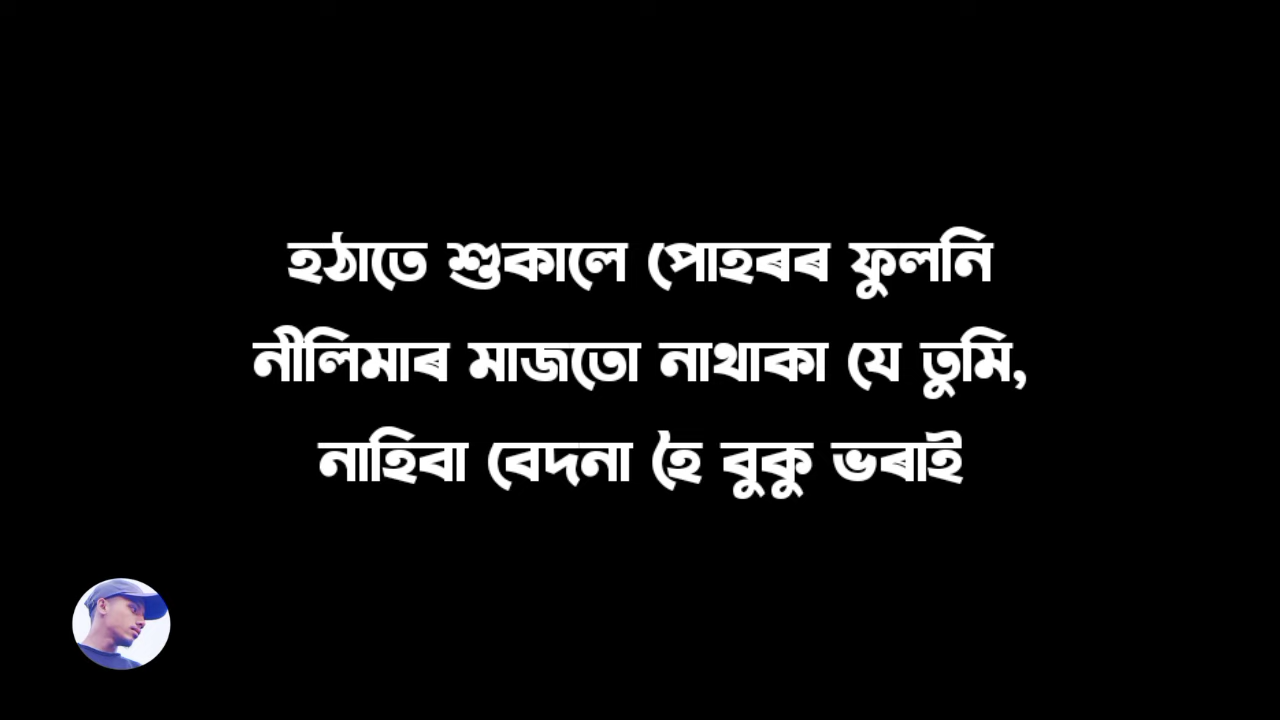 হঠাতে শুকালে পোহৰৰ ফুলনি
নীলিমাৰ মাজতো নাথাকা যে তুমি,
নাহিবা বেদনা হৈ বুকু ভৰাই